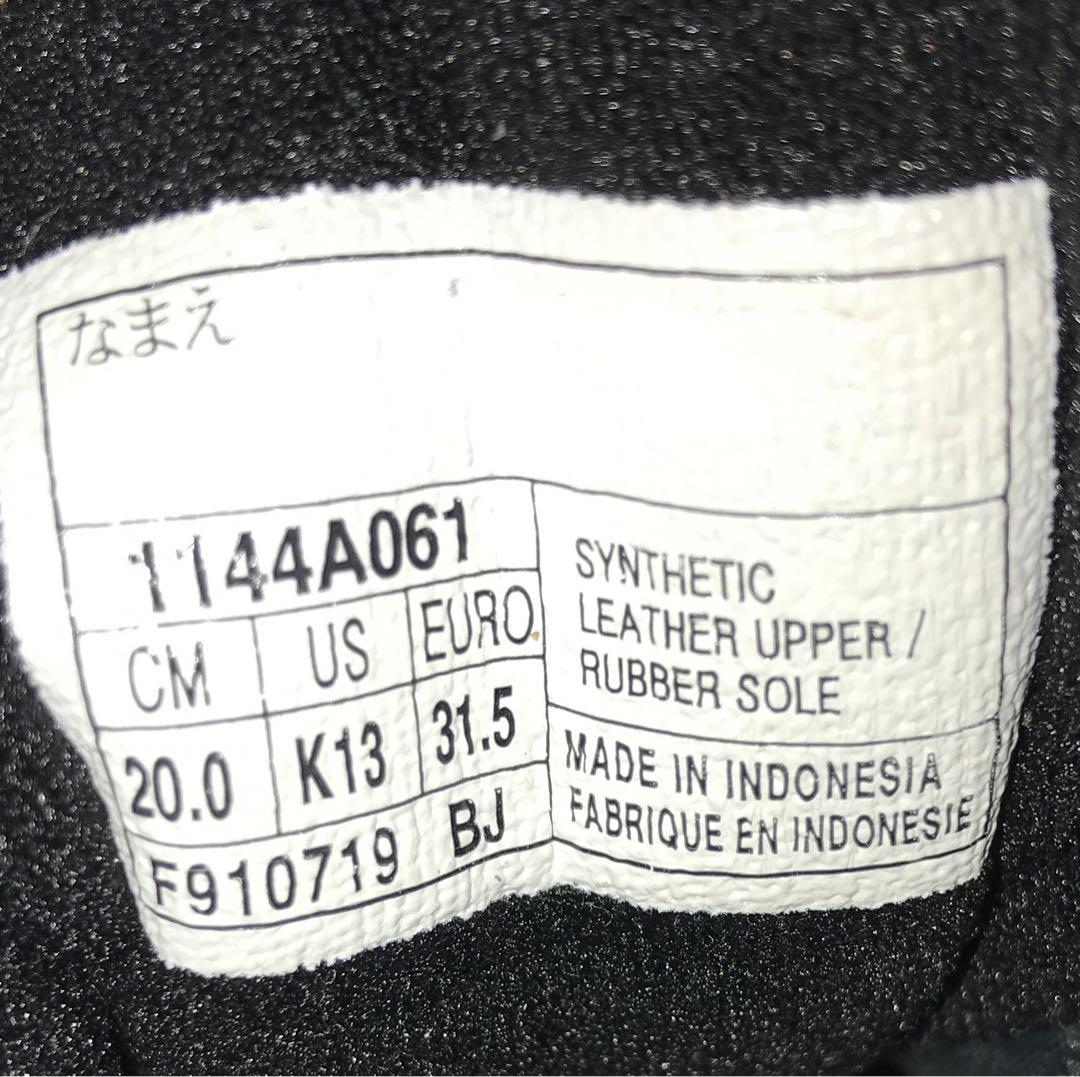 なまえ
1144A061
CM US EURO
20.0 K13 31.5
F910719 BJ
SYNTHETIC
LEATHER UPPER /
RUBBER SOLE
MADE IN INDONESIA
FABRIQUE EN INDONESIE